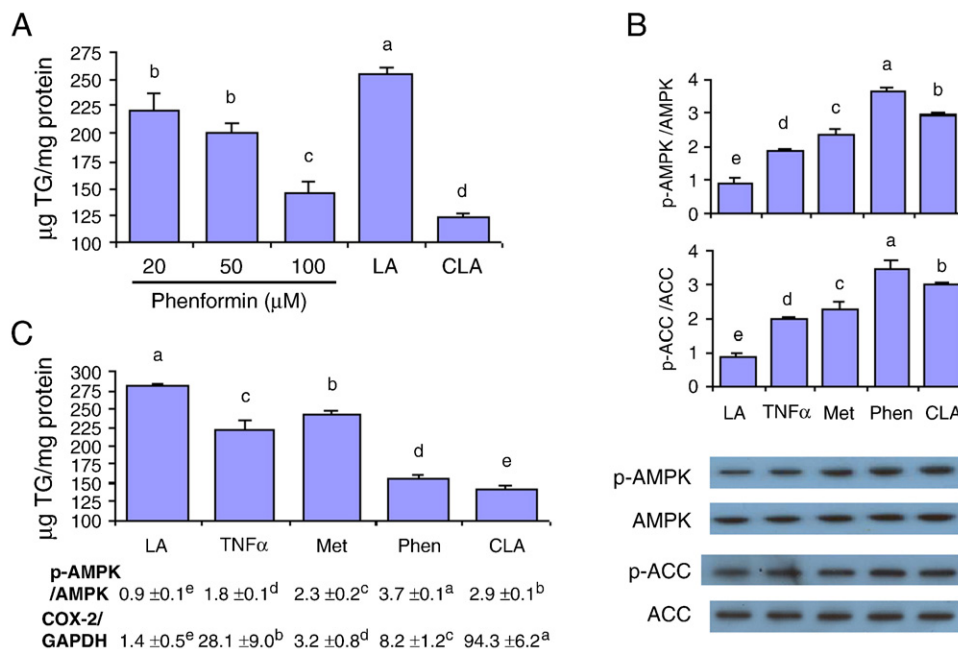 A
275
250
225
200
175
150
125
100
μg TG/mg protein
b
b
c
a
d
20 50 100 LA CLA
Phenformin (μM)
B
4
3
2
1
0
p-AMPK /AMPK
e
d
c
a
b
4
3
2
1
0
p-ACC /ACC
e
d
c
a
b
LA TNFα Met Phen CLA
p-AMPK
AMPK
p-ACC
ACC
C
300
275
250
225
200
175
150
125
100
μg TG/mg protein
a
c
b
d
e
LA TNFα Met Phen CLA
p-AMPK
/AMPK 0.9 ±0.1e 1.8 ±0.1d 2.3 ±0.2c 3.7 ±0.1a 2.9 ±0.1b
COX-2/
GAPDH 1.4 ±0.5e 28.1 ±9.0b 3.2 ±0.8d 8.2 ±1.2c 94.3 ±6.2a